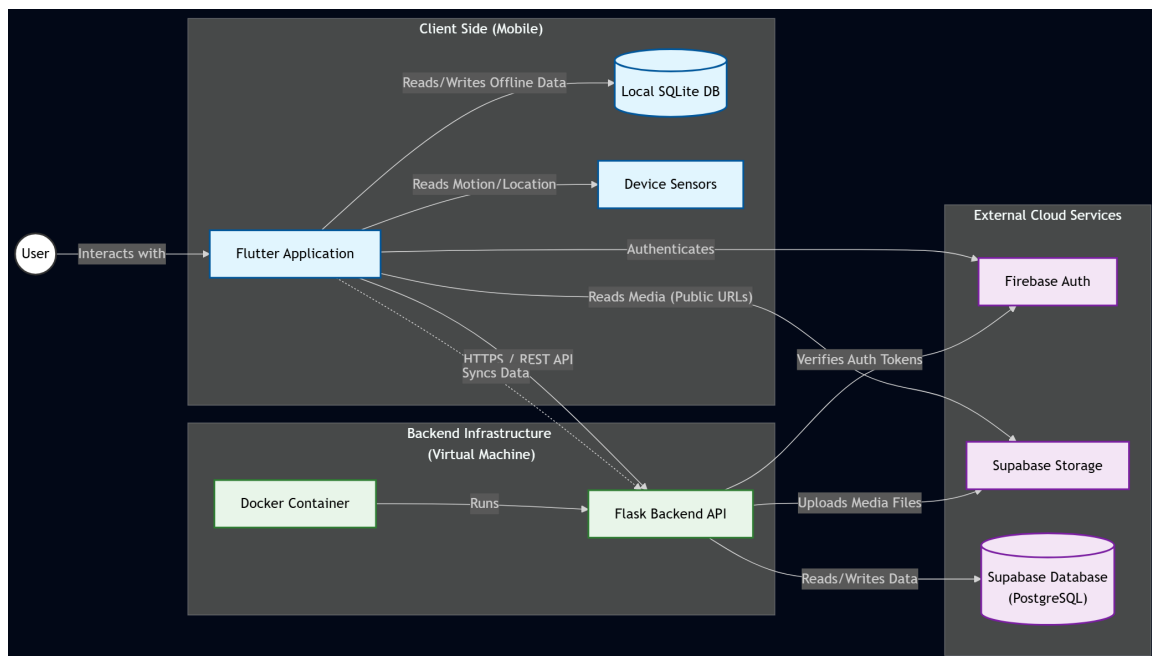 Client Side (Mobile)
Reads/Writes Offline Data
Local SQLite DB
Reads Motion/Location
Device Sensors
External Cloud Services
User
Interacts with
Flutter Application
Authenticates
Firebase Auth
Reads Media (Public URLs)
HTTPS / REST API
Syncs Data
Verifies Auth Tokens
Backend Infrastructure
(Virtual Machine)
Supabase Storage
Docker Container
Runs
Flask Backend API
Uploads Media Files
Reads/Writes Data
Supabase Database
(PostgreSQL)